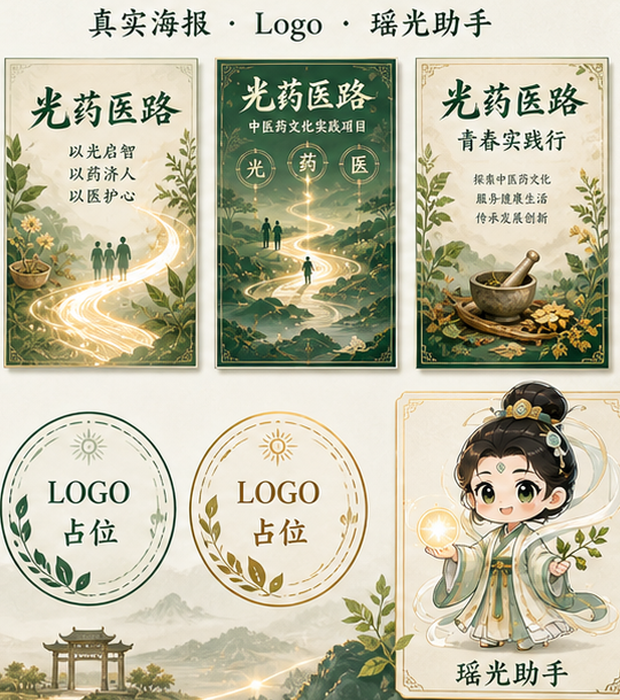 真实海报 · Logo · 瑶光助手
光药医路
以光启智
以药济人
以医护心
光药医路
中医药文化实践项目
光 药 医
光药医路
青春实践行
探索中医药文化
服务健康生活
传承发展创新
LOGO
占位
LOGO
占位
瑶光助手